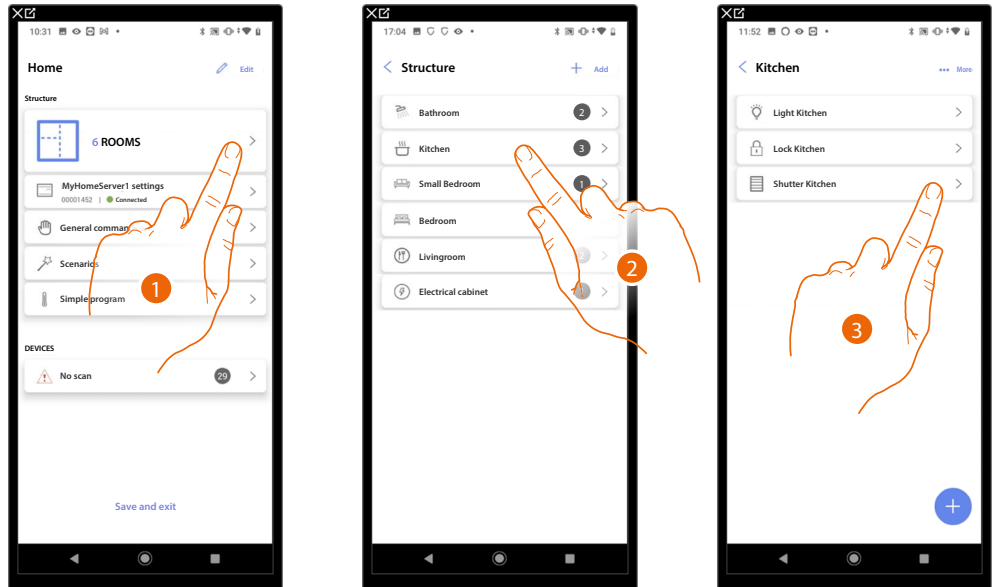 10:31
Home
Edit
Structure
6 ROOMS
MyHomeServer1 settings
00001452 | Connected
General comman
Scenarios
Simple program
1
DEVICES
No scan 29
Save and exit
17:04
Structure
Add
Bathroom 2
Kitchen 3
Small Bedroom 1
Bedroom
Livingroom 2
Electrical cabinet
2
11:52
Kitchen
More
Light Kitchen
Lock Kitchen
Shutter Kitchen
3